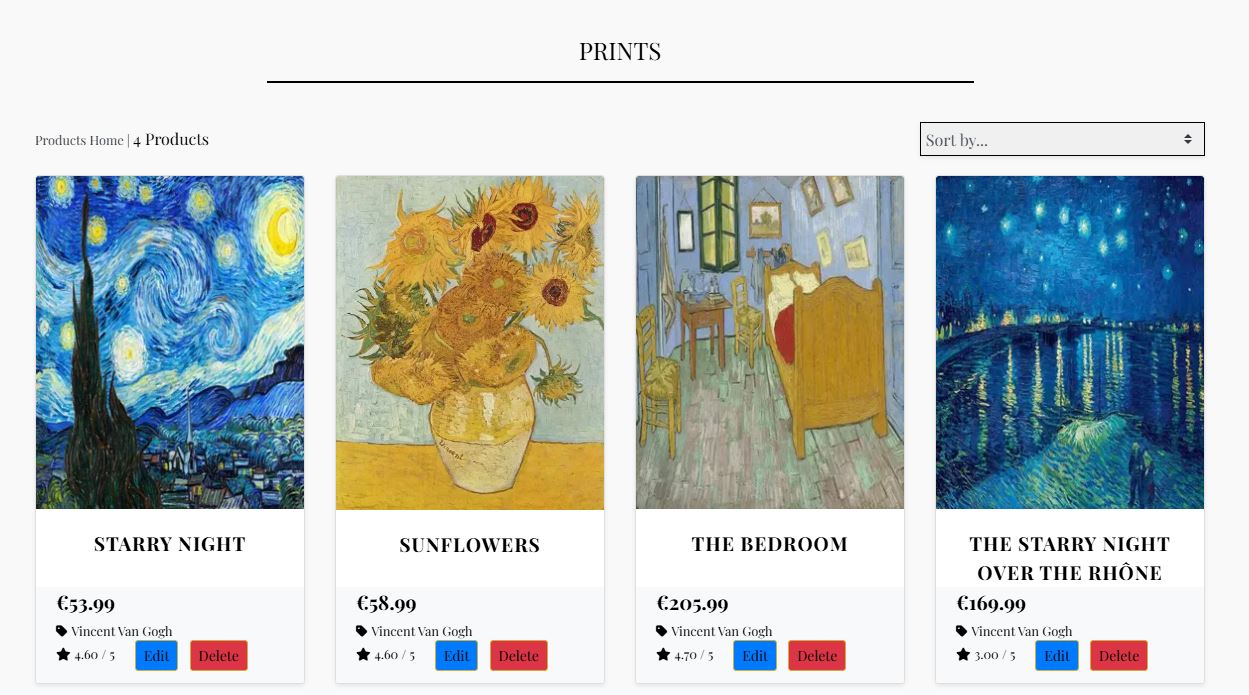 PRINTS
Products Home | 4 Products
Sort by...
Vincent
STARRY NIGHT
€53.99
Vincent Van Gogh
4.60 / 5
Edit
Delete
SUNFLOWERS
€58.99
Vincent Van Gogh
4.60 / 5
Edit
Delete
THE BEDROOM
€205.99
Vincent Van Gogh
4.70 / 5
Edit
Delete
THE STARRY NIGHT
OVER THE RHÔNE
€169.99
Vincent Van Gogh
3.00 / 5
Edit
Delete